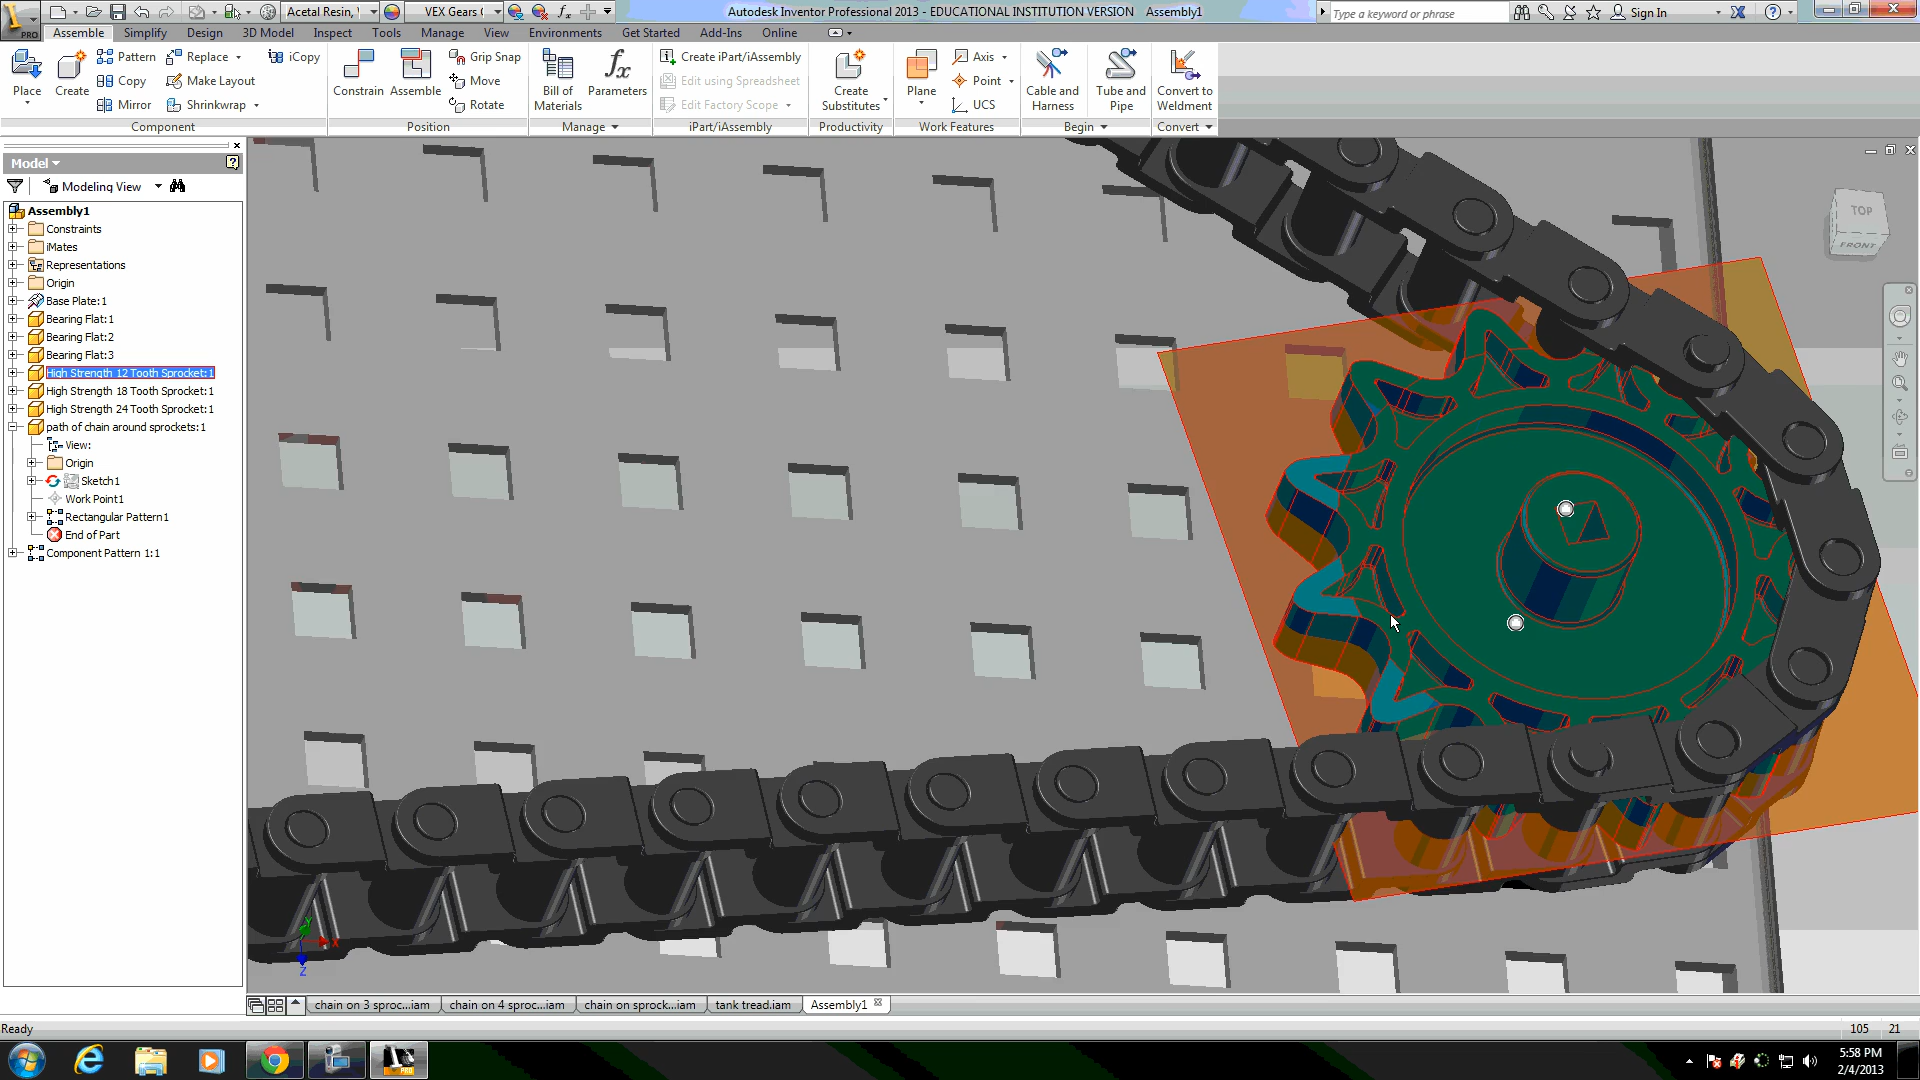 Acetal Resin, VEX Gears ( Autodesk Inventor Professional 2013 - EDUCATIONAL INSTITUTION VERSION Assembly1 Type a keyword or phrase Sign In
PRO Assemble Simplify Design 3D Model Inspect Tools Manage View Environments Get Started Add-Ins Online
Pattern Replace iCopy Grip Snap Create iPart/iAssembly Axis
Copy Make Layout Move Edit using Spreadsheet Point
Place Create Constrain Assemble Bill of Materials Parameters Create Substitutes Plane Cable and Harness Tube and Pipe Convert to Weldment
Mirror Shrinkwrap Rotate Edit Factory Scope UCS
Component Position Manage iPart/iAssembly Productivity Work Features Begin Convert
Model
Modeling View
Assembly1
Constraints
iMates
Representations
Origin
Base Plate:1
Bearing Flat:1
Bearing Flat:2
Bearing Flat:3
High Strength 12 Tooth Sprocket:1
High Strength 18 Tooth Sprocket:1
High Strength 24 Tooth Sprocket:1
path of chain around sprockets:1
View:
Origin
Sketch1
Work Point1
Rectangular Pattern1
End of Part
Component Pattern 1:1
TOP
FRONT
Y
X
Z
chain on 3 sproc...iam chain on 4 sproc...iam chain on sprock...iam tank tread.iam Assembly1
Ready 105 21
PRO
5:58 PM
2/4/2013